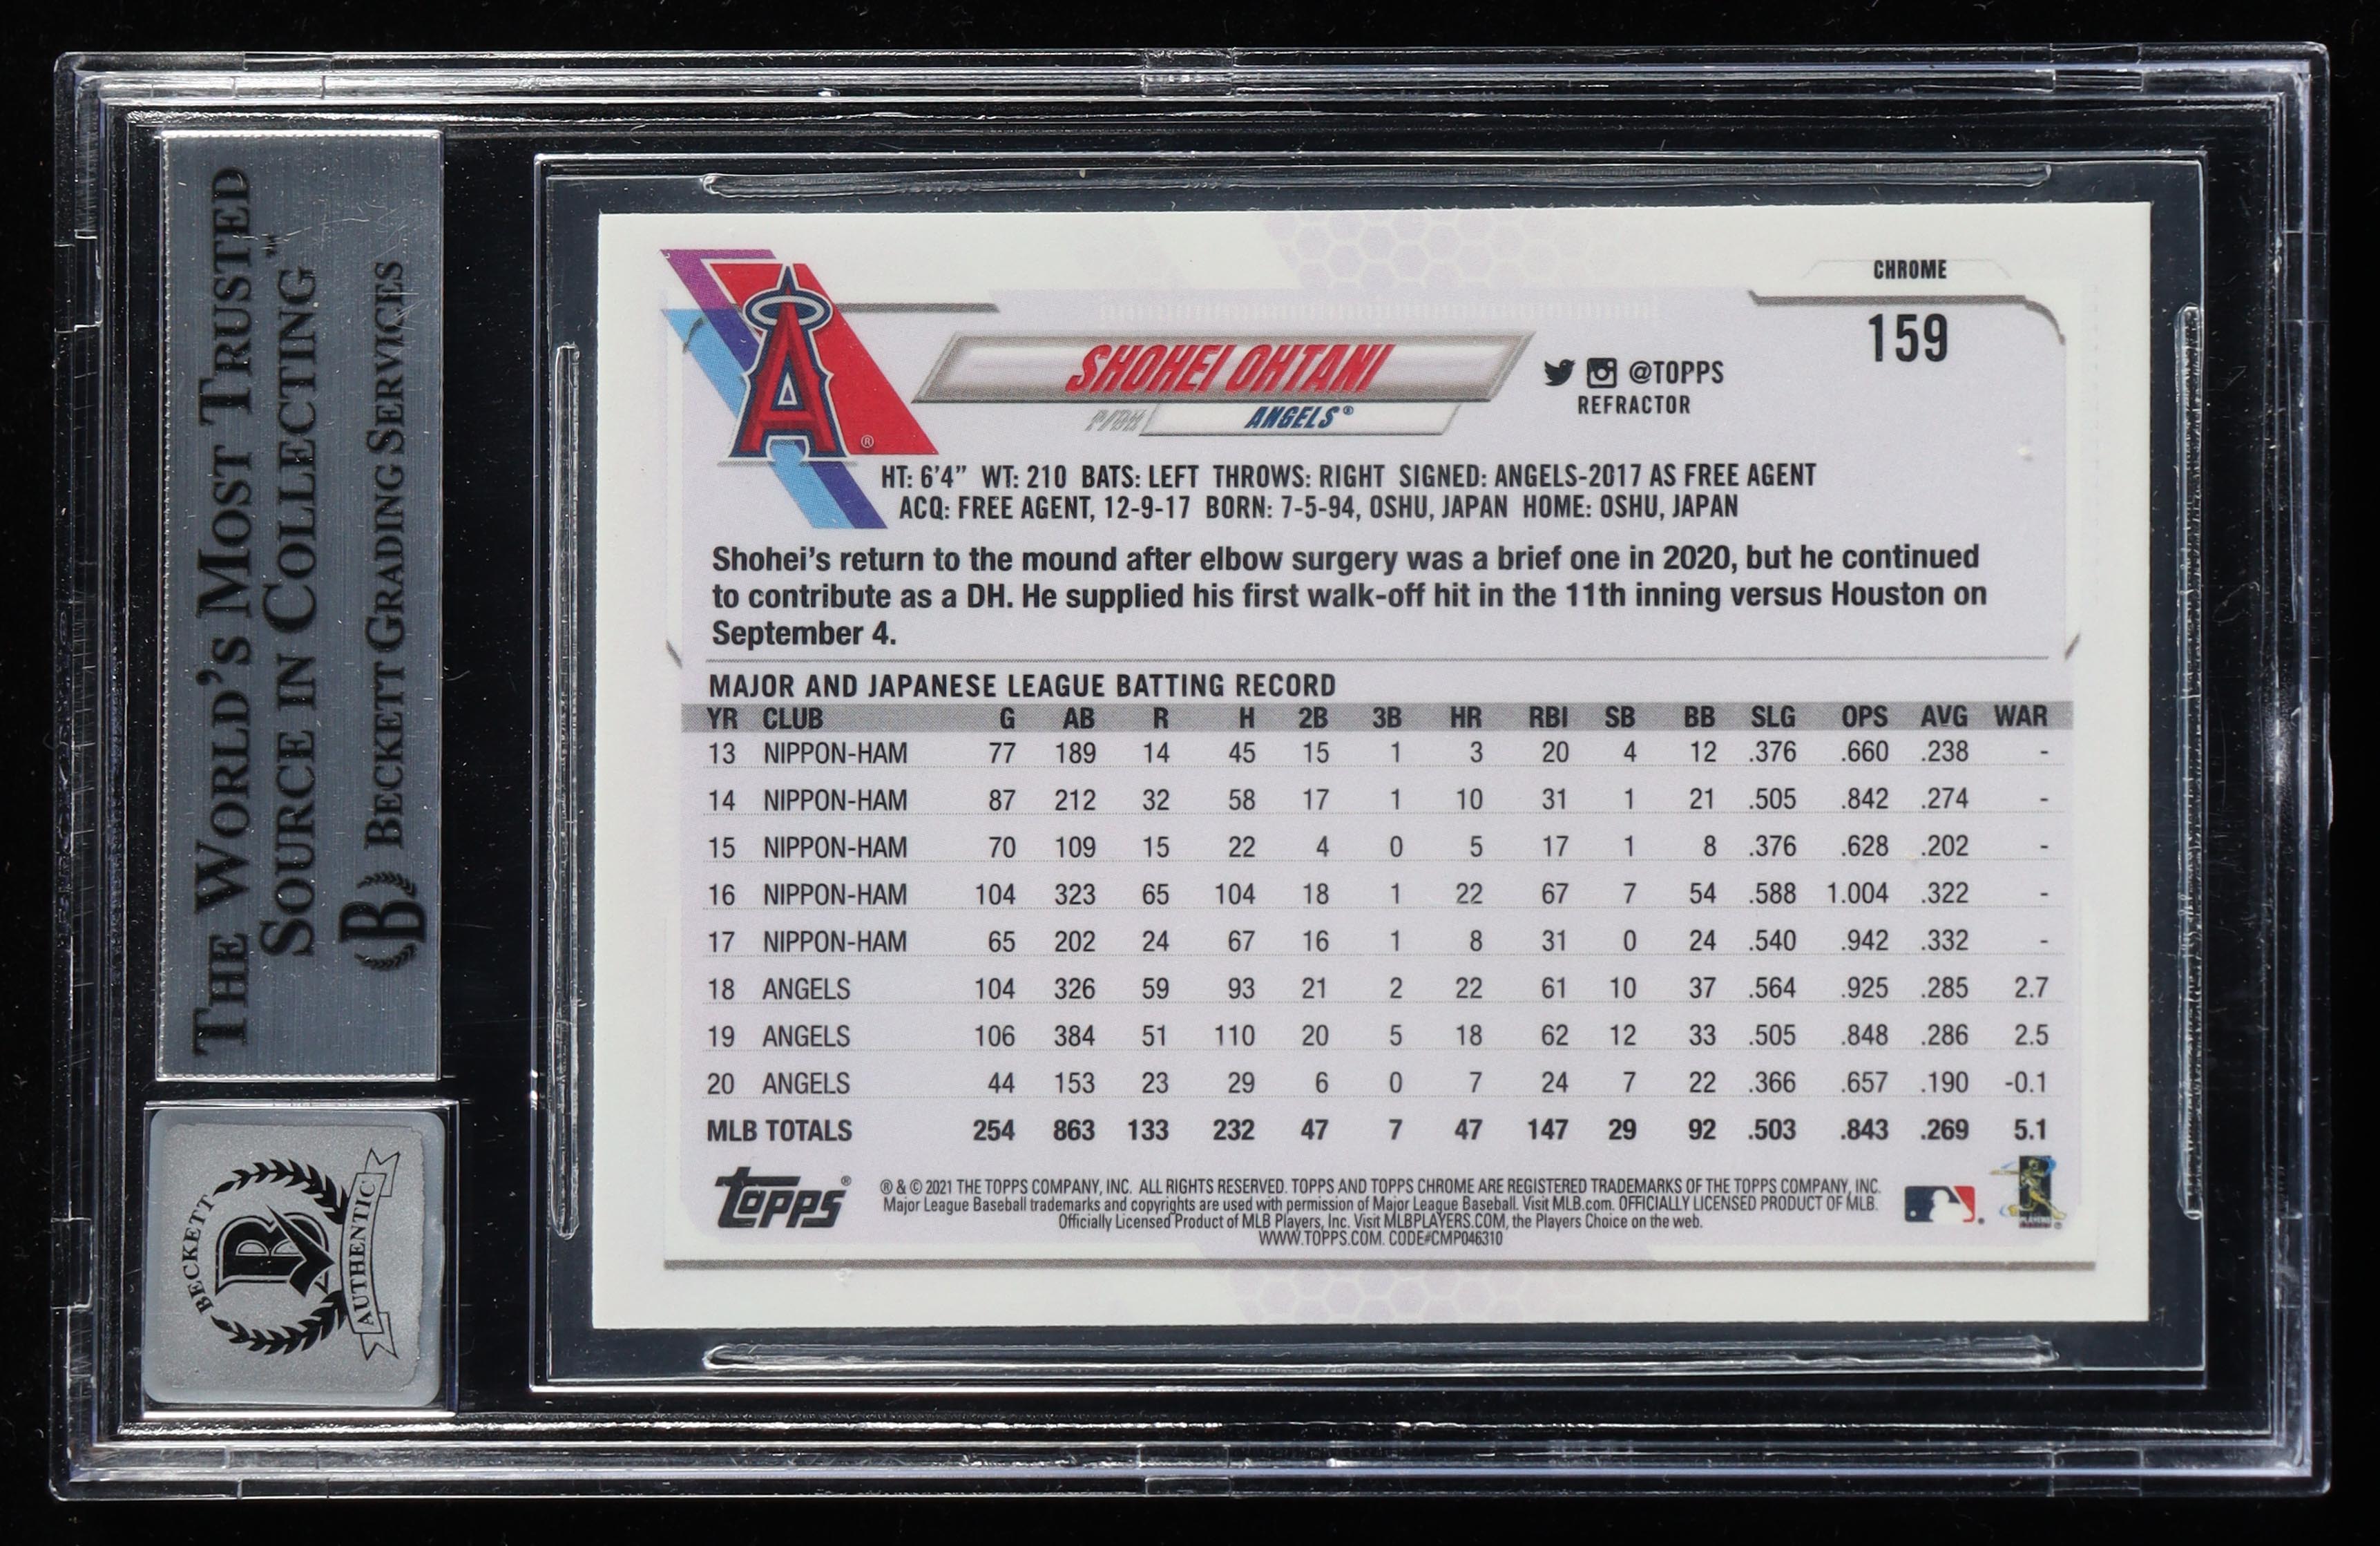 THE WORLD'S MOST TRUSTED
SOURCE IN COLLECTING™
BECKETT GRADING SERVICES
BECKETT
B
AUTHENTIC
CHROME
159
A
®
SHOHEI OHTANI
P/DH ANGELS®
@TOPPS
REFRACTOR
HT: 6'4" WT: 210 BATS: LEFT THROWS: RIGHT SIGNED: ANGELS-2017 AS FREE AGENT
ACQ: FREE AGENT, 12-9-17 BORN: 7-5-94, OSHU, JAPAN HOME: OSHU, JAPAN
Shohei's return to the mound after elbow surgery was a brief one in 2020, but he continued
to contribute as a DH. He supplied his first walk-off hit in the 11th inning versus Houston on
September 4.
MAJOR AND JAPANESE LEAGUE BATTING RECORD
YR CLUB G AB R H 2B 3B HR RBI SB BB SLG OPS AVG WAR
13 NIPPON-HAM 77 189 14 45 15 1 3 20 4 12 .376 .660 .238 -
14 NIPPON-HAM 87 212 32 58 17 1 10 31 1 21 .505 .842 .274 -
15 NIPPON-HAM 70 109 15 22 4 0 5 17 1 8 .376 .628 .202 -
16 NIPPON-HAM 104 323 65 104 18 1 22 67 7 54 .588 1.004 .322 -
17 NIPPON-HAM 65 202 24 67 16 1 8 31 0 24 .540 .942 .332 -
18 ANGELS 104 326 59 93 21 2 22 61 10 37 .564 .925 .285 2.7
19 ANGELS 106 384 51 110 20 5 18 62 12 33 .505 .848 .286 2.5
20 ANGELS 44 153 23 29 6 0 7 24 7 22 .366 .657 .190 -0.1
MLB TOTALS 254 863 133 232 47 7 47 147 29 92 .503 .843 .269 5.1
topps®
® & © 2021 THE TOPPS COMPANY, INC. ALL RIGHTS RESERVED. TOPPS AND TOPPS CHROME ARE REGISTERED TRADEMARKS OF THE TOPPS COMPANY, INC.
Major League Baseball trademarks and copyrights are used with permission of Major League Baseball. Visit MLB.com. OFFICIALLY LICENSED PRODUCT OF MLB.
Officially Licensed Product of MLB Players, Inc. Visit MLBPLAYERS.COM, the Players Choice on the web.
WWW.TOPPS.COM. CODE#CMP046310